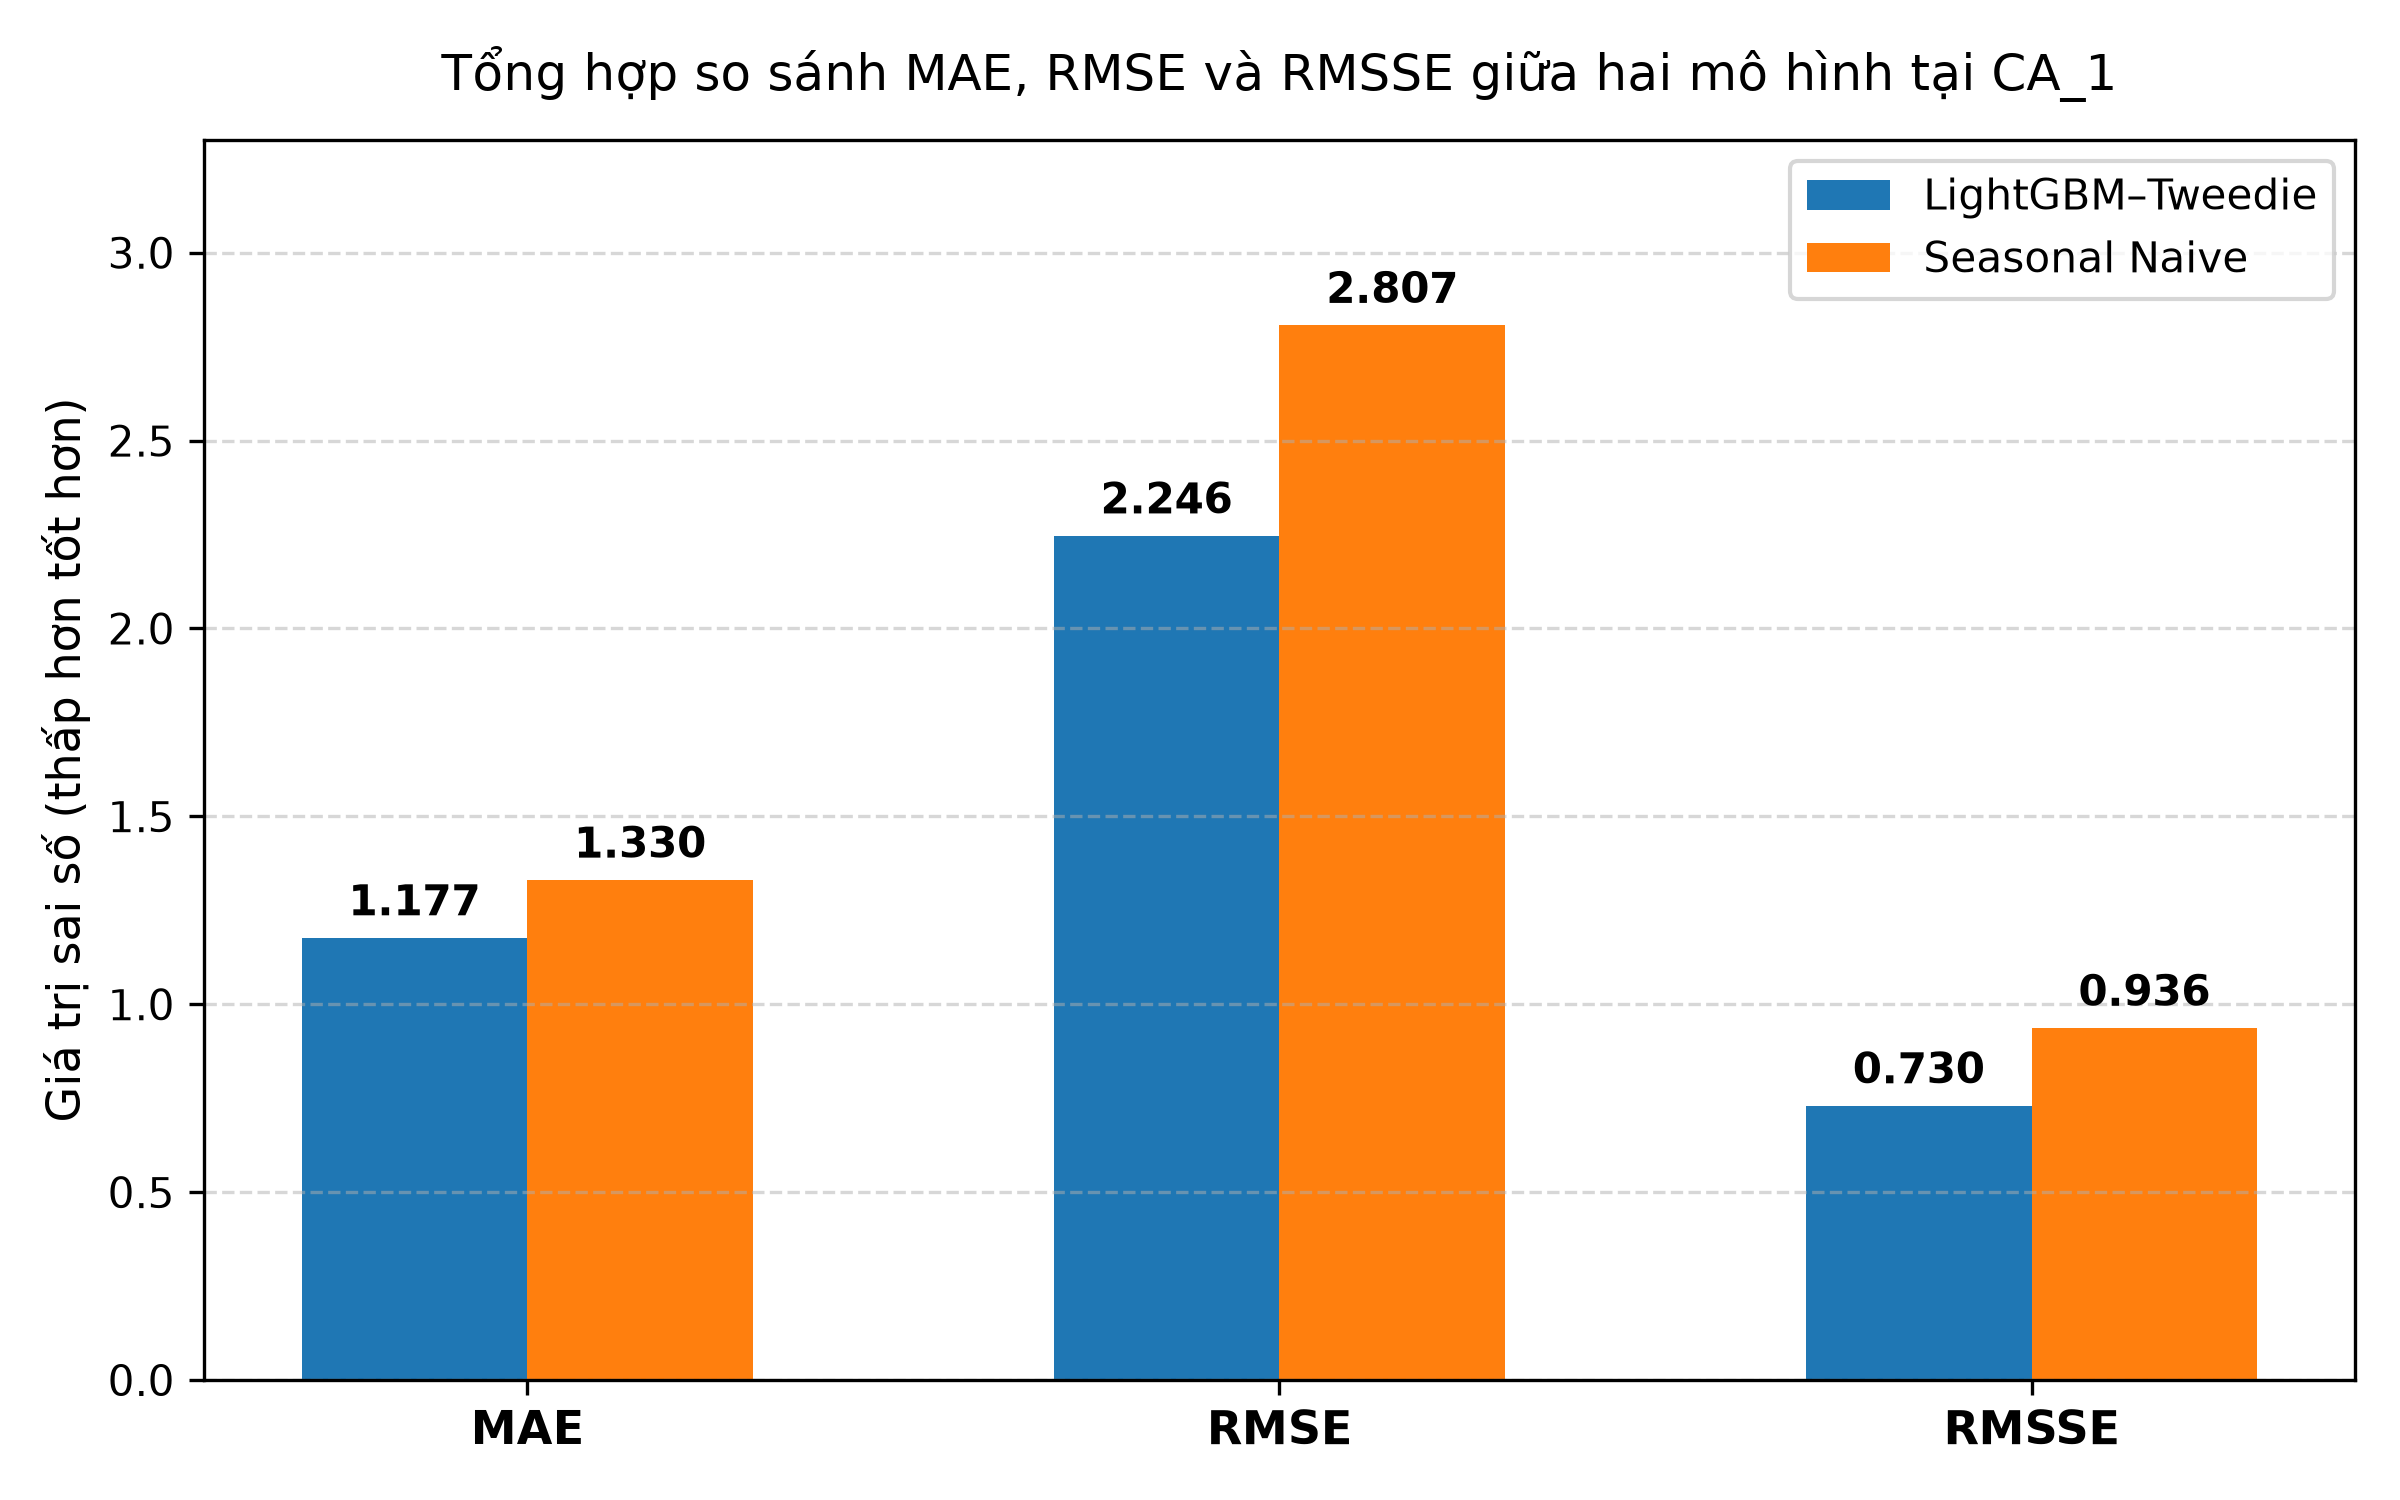 Tổng hợp so sánh MAE, RMSE và RMSSE giữa hai mô hình tại CA_1
LightGBM–Tweedie
Seasonal Naive
Giá trị sai số (thấp hơn tốt hơn)
3.0
2.5
2.0
1.5
1.0
0.5
0.0
1.177
1.330
2.246
2.807
0.730
0.936
MAE
RMSE
RMSSE